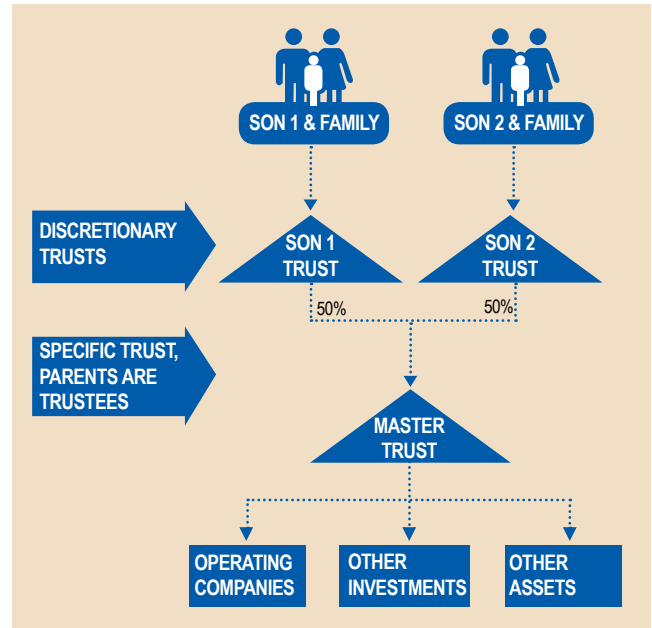 SON 1 & FAMILY
SON 2 & FAMILY
DISCRETIONARY
TRUSTS
SON 1
TRUST
SON 2
TRUST
50%
50%
SPECIFIC TRUST,
PARENTS ARE
TRUSTEES
MASTER
TRUST
OPERATING
COMPANIES
OTHER
INVESTMENTS
OTHER
ASSETS